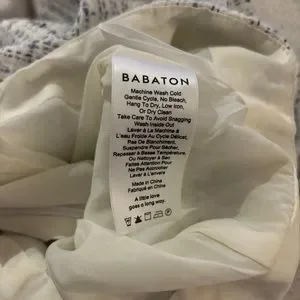 BABATON
Machine Wash Cold
Gentle Cycle, No Bleach,
Hang To Dry, Low Iron,
Or Dry Clean
Take Care To Avoid Snagging
Wash Inside Out
Laver À La Machine À
L'eau Froide Au Cycle Délicat,
Pas De Blanchiment,
Suspendre Pour Sécher,
Repasser À Basse Température,
Ou Nettoyer À Sec
Faites Attention Pour
Ne Pas Accrocher
Laver À L'envers
Made in China
Fabriqué en Chine
A little love
goes a long way.